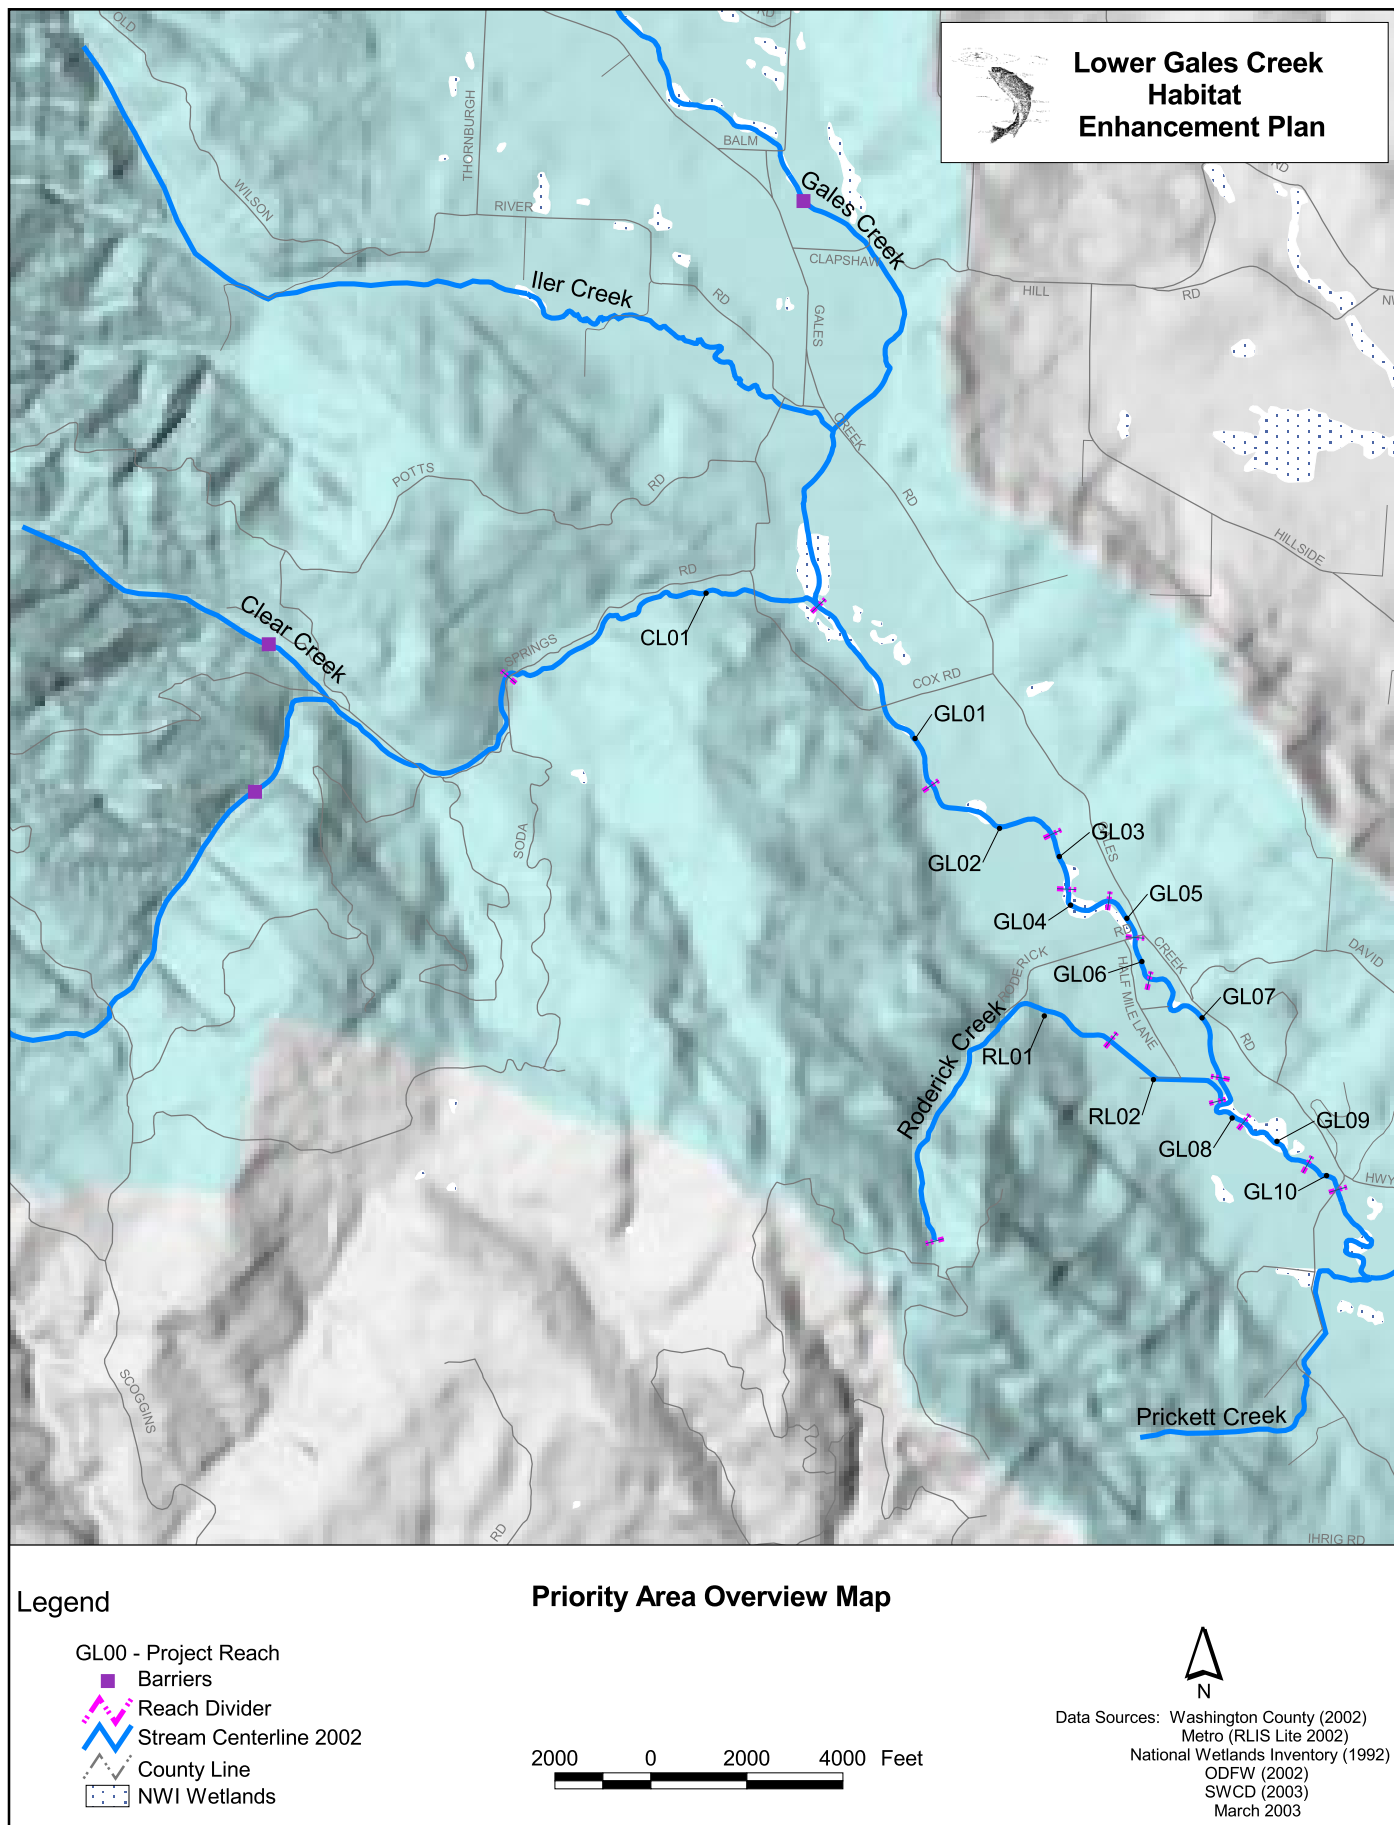 Lower Gales Creek
Habitat
Enhancement Plan
OLD
RD
THORNBURGH
BALM
WILSON
RIVER
Gales Creek
CLAPSHAW
RD
HILL
RD
Iler Creek
RD
GALES
CREEK
RD
POTTS
RD
HILLSIDE
RD
Clear Creek
CL01
SPRINGS
COX RD
GL01
SODA
GL02
GL03
GALES
GL04
GL05
RD
RODERICK
CREEK
DAVID
GL06
HALF MILE LANE
GL07
RD
Roderick Creek
RL01
RL02
GL08
GL09
GL10
HWY
SCOGGINS
Prickett Creek
RD
IHRIG RD
Priority Area Overview Map
Legend
GL00 - Project Reach
Barriers
Reach Divider
Stream Centerline 2002
County Line
NWI Wetlands
2000 0 2000 4000 Feet
N
Data Sources: Washington County (2002)
Metro (RLIS Lite 2002)
National Wetlands Inventory (1992)
ODFW (2002)
SWCD (2003)
March 2003